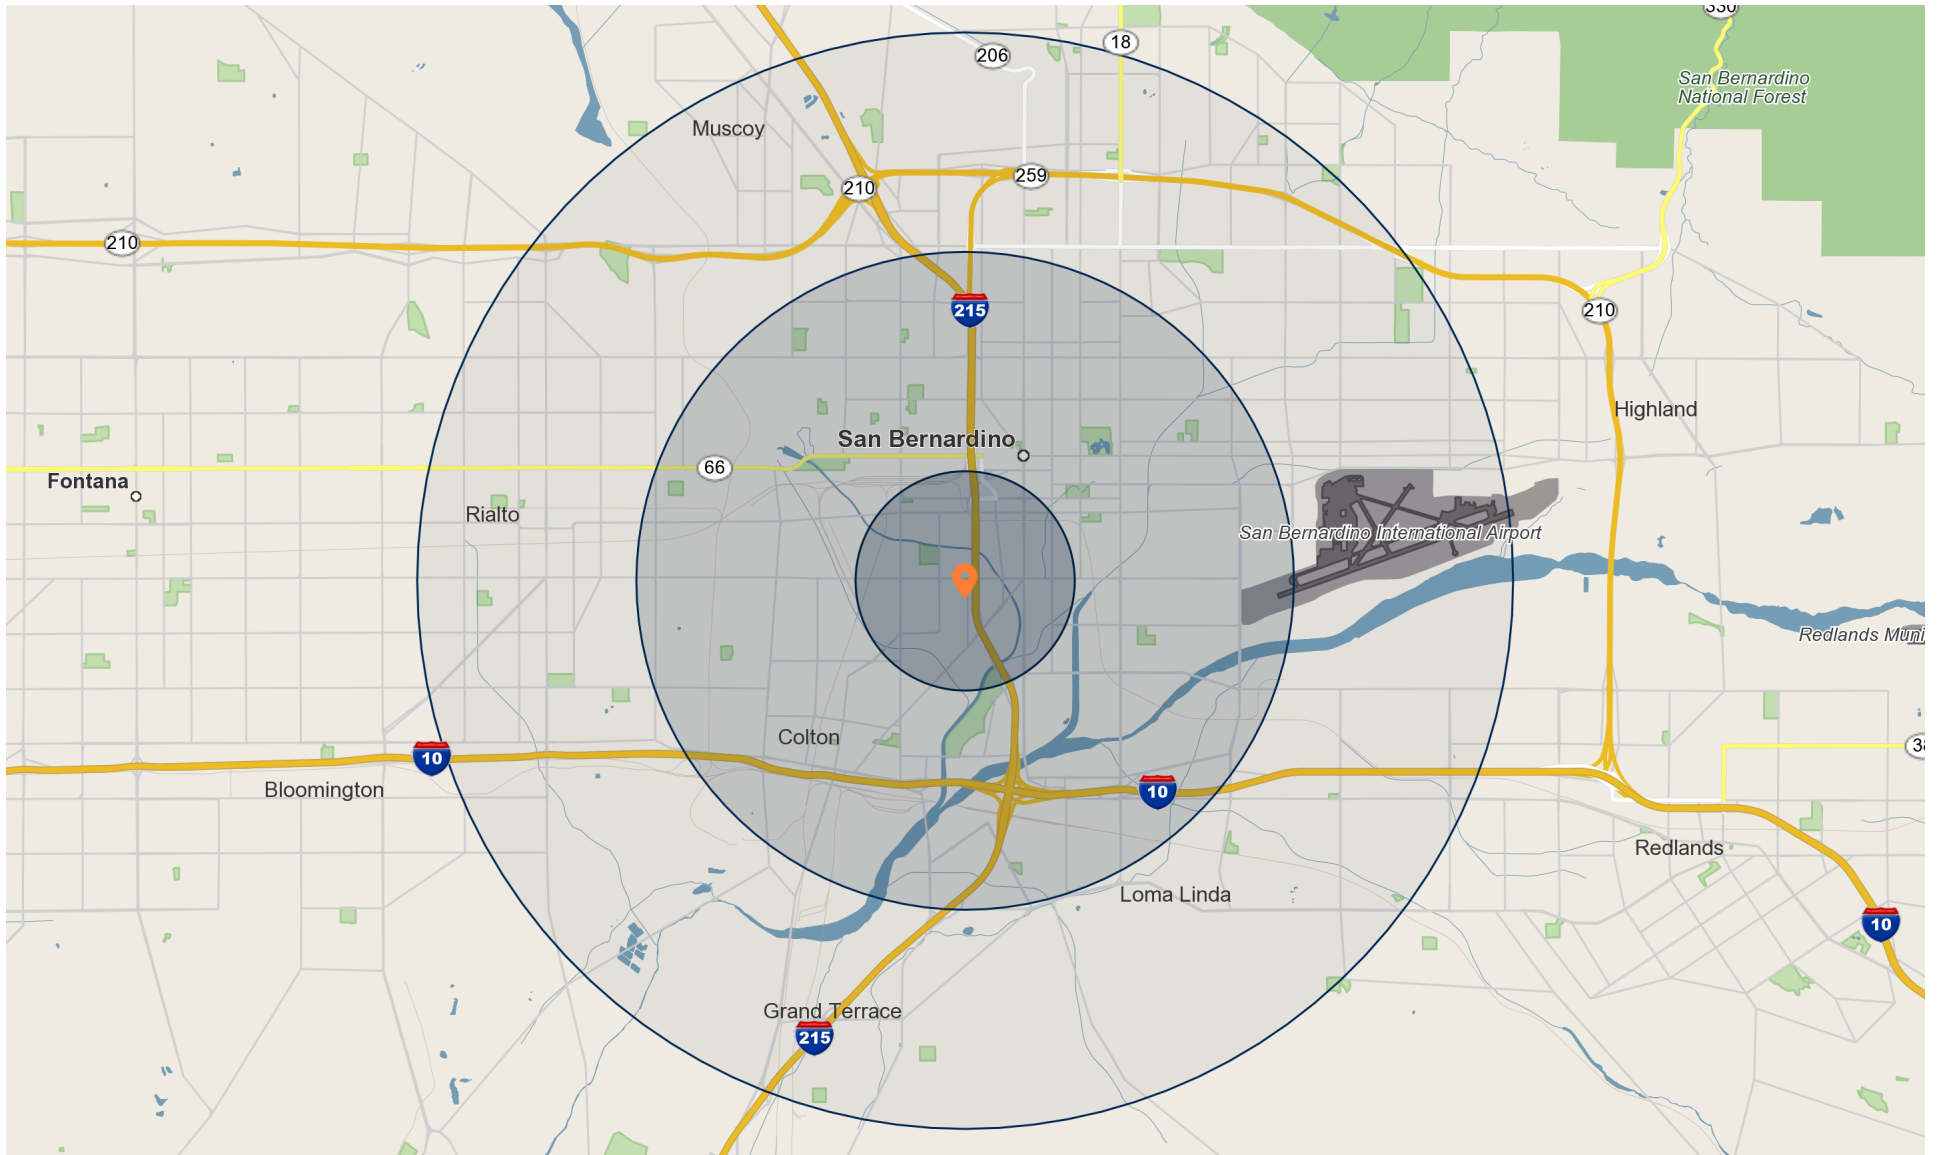 330
206
18
San Bernardino
National Forest
Muscoy
259
210
210
215
210
Highland
San Bernardino
66
Fontana
Rialto
San Bernardino International Airport
Redlands Muni
Colton
10
Bloomington
10
Redlands
Loma Linda
10
Grand Terrace
215